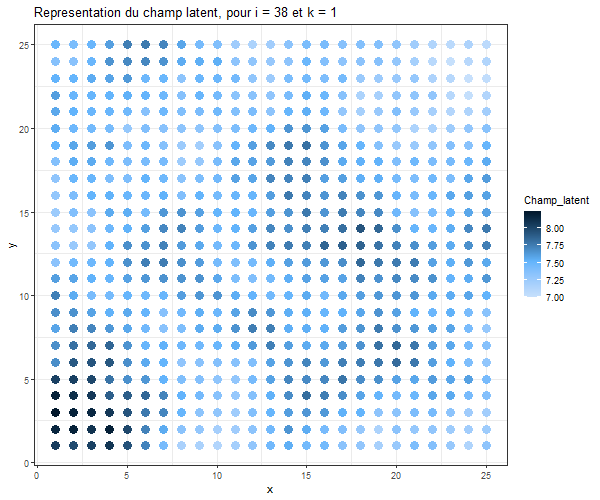 Representation du champ latent, pour i = 38 et k = 1
25
20
15
10
5
0
y
0 5 10 15 20 25
x
Champ_latent
8.00
7.75
7.50
7.25
7.00